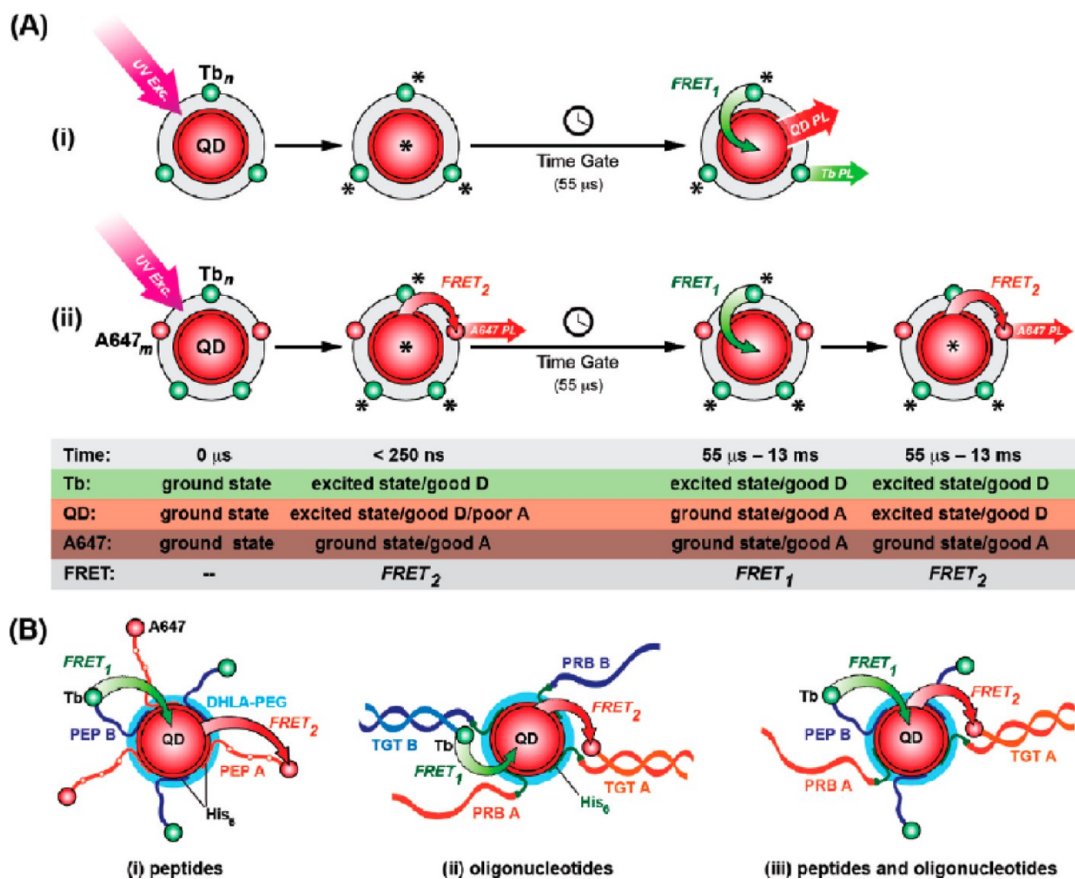 (A)
UV Exc.
Tbn
*
*
*
*
FRET1
*
QD PL
(i)
QD
Time Gate
(55 μs)
*
Tb PL
UV Exc.
Tbn
*
FRET2
FRET1
*
*
FRET2
(ii)
A647m
QD
*
A647 PL
Time Gate
(55 μs)
*
A647 PL
*
*
*
*
*
*
Time: 0 μs < 250 ns 55 μs – 13 ms 55 μs – 13 ms
Tb: ground state excited state/good D excited state/good D excited state/good D
QD: ground state excited state/good D/poor A ground state/good A excited state/good D
A647: ground state ground state/good A ground state/good A ground state/good A
FRET: -- FRET2 FRET1 FRET2
(B)
A647
FRET1
Tb
DHLA-PEG
PEP B
QD
FRET2
PEP A
His6
(i) peptides
PRB B
FRET2
TGT B
Tb
QD
FRET1
TGT A
PRB A
His6
(ii) oligonucleotides
FRET1
Tb
FRET2
PEP B
QD
PRB A
TGT A
(iii) peptides and oligonucleotides